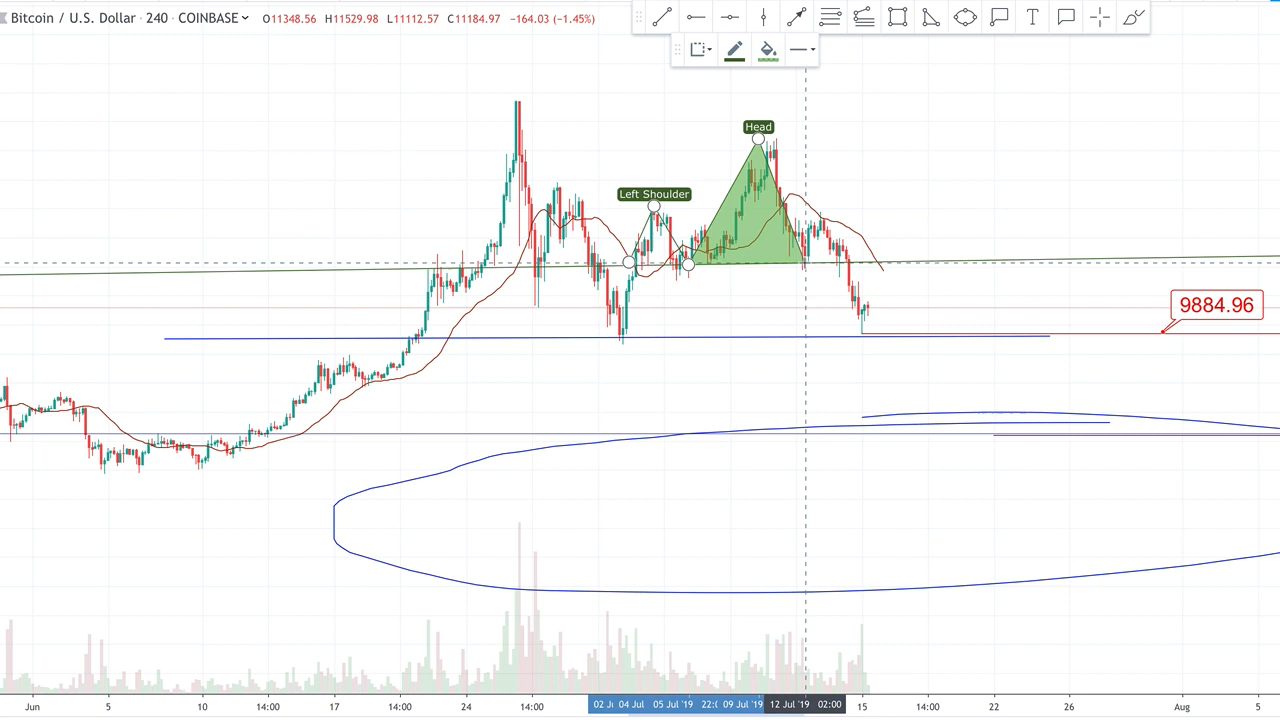 Bitcoin / U.S. Dollar · 240 · COINBASE O11348.56 H11529.98 L11112.57 C11184.97 −164.03 (−1.45%)
T
Head
Left Shoulder
9884.96
Jun 5 10 14:00 17 14:00 24 14:00 02 J 04 Jul 05 Jul '19 22:( 09 Jul '19 12 Jul '19 02:00 15 14:00 22 26 Aug 5